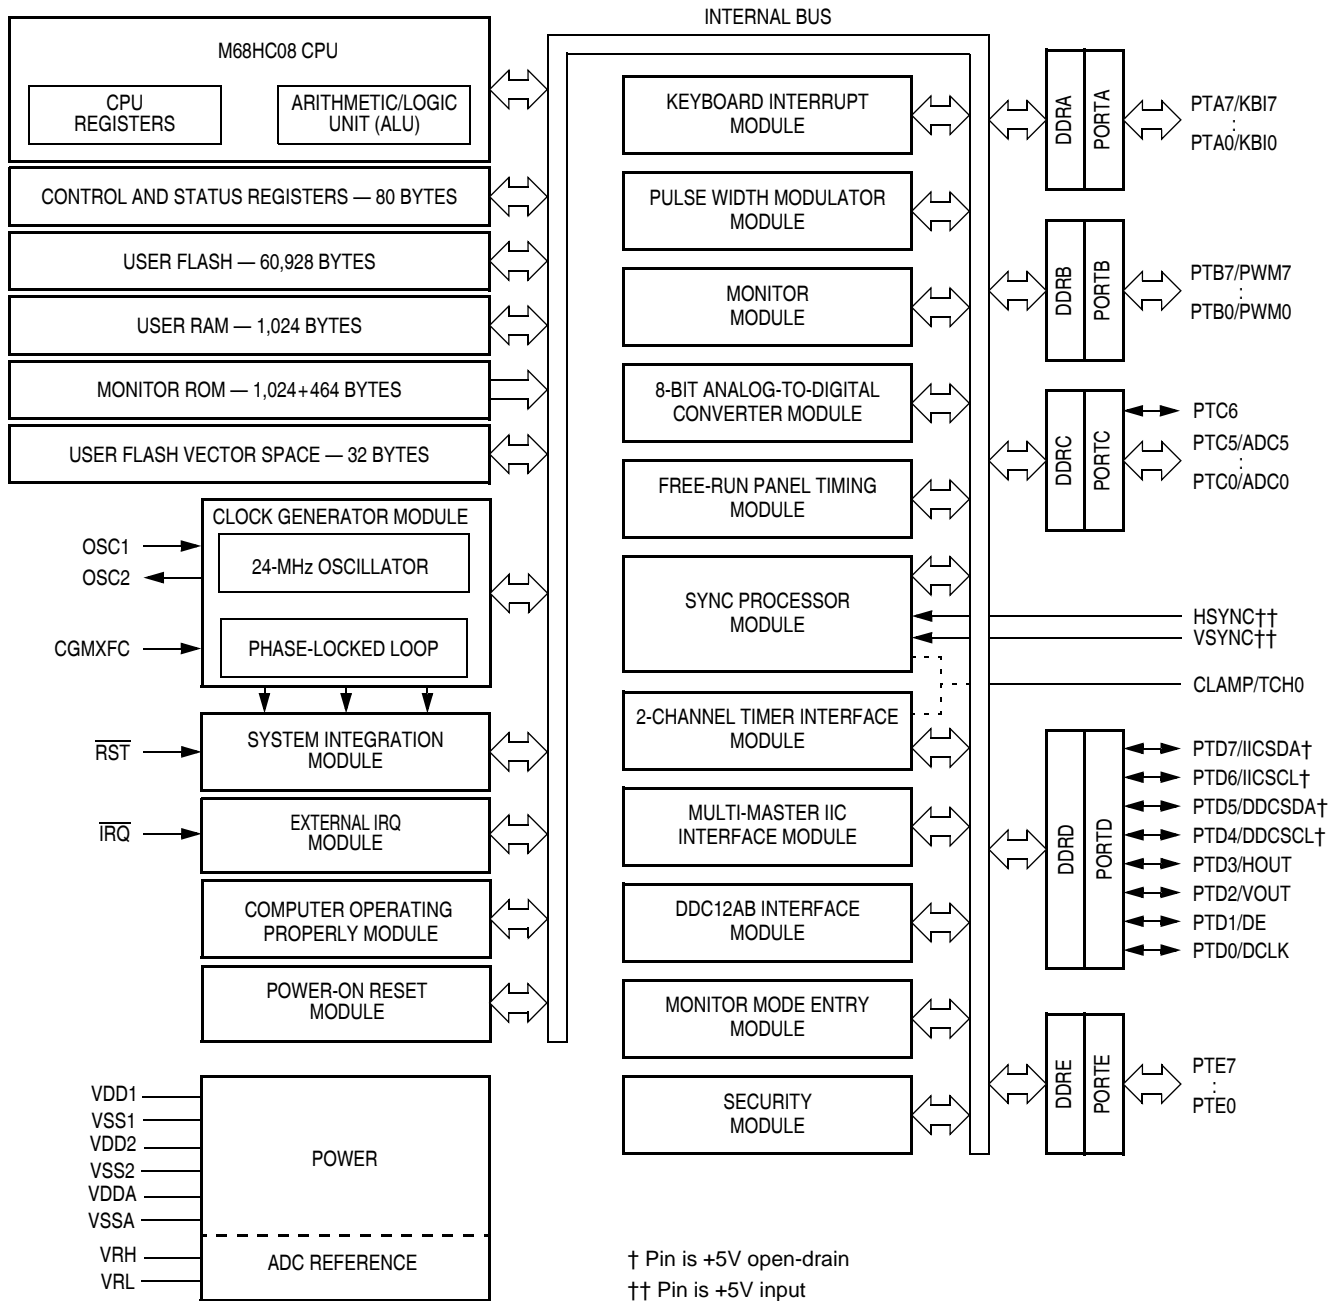 INTERNAL BUS
M68HC08 CPU
CPU
REGISTERS
ARITHMETIC/LOGIC
UNIT (ALU)
CONTROL AND STATUS REGISTERS — 80 BYTES
USER FLASH — 60,928 BYTES
USER RAM — 1,024 BYTES
MONITOR ROM — 1,024+464 BYTES
USER FLASH VECTOR SPACE — 32 BYTES
CLOCK GENERATOR MODULE
24-MHz OSCILLATOR
PHASE-LOCKED LOOP
OSC1
OSC2
CGMXFC
SYSTEM INTEGRATION
MODULE
RST
EXTERNAL IRQ
MODULE
IRQ
COMPUTER OPERATING
PROPERLY MODULE
POWER-ON RESET
MODULE
VDD1
VSS1
VDD2
VSS2
VDDA
VSSA
VRH
VRL
POWER
ADC REFERENCE
KEYBOARD INTERRUPT
MODULE
PULSE WIDTH MODULATOR
MODULE
MONITOR
MODULE
8-BIT ANALOG-TO-DIGITAL
CONVERTER MODULE
FREE-RUN PANEL TIMING
MODULE
SYNC PROCESSOR
MODULE
2-CHANNEL TIMER INTERFACE
MODULE
MULTI-MASTER IIC
INTERFACE MODULE
DDC12AB INTERFACE
MODULE
MONITOR MODE ENTRY
MODULE
SECURITY
MODULE
† Pin is +5V open-drain
†† Pin is +5V input
DDRA
PORTA
PTA7/KBI7
:
PTA0/KBI0
DDRB
PORTB
PTB7/PWM7
:
PTB0/PWM0
DDRC
PORTC
PTC6
PTC5/ADC5
:
PTC0/ADC0
HSYNC††
VSYNC††
CLAMP/TCH0
DDRD
PORTD
PTD7/IICSDA†
PTD6/IICSCL†
PTD5/DDCSDA†
PTD4/DDCSCL†
PTD3/HOUT
PTD2/VOUT
PTD1/DE
PTD0/DCLK
DDRE
PORTE
PTE7
:
PTE0